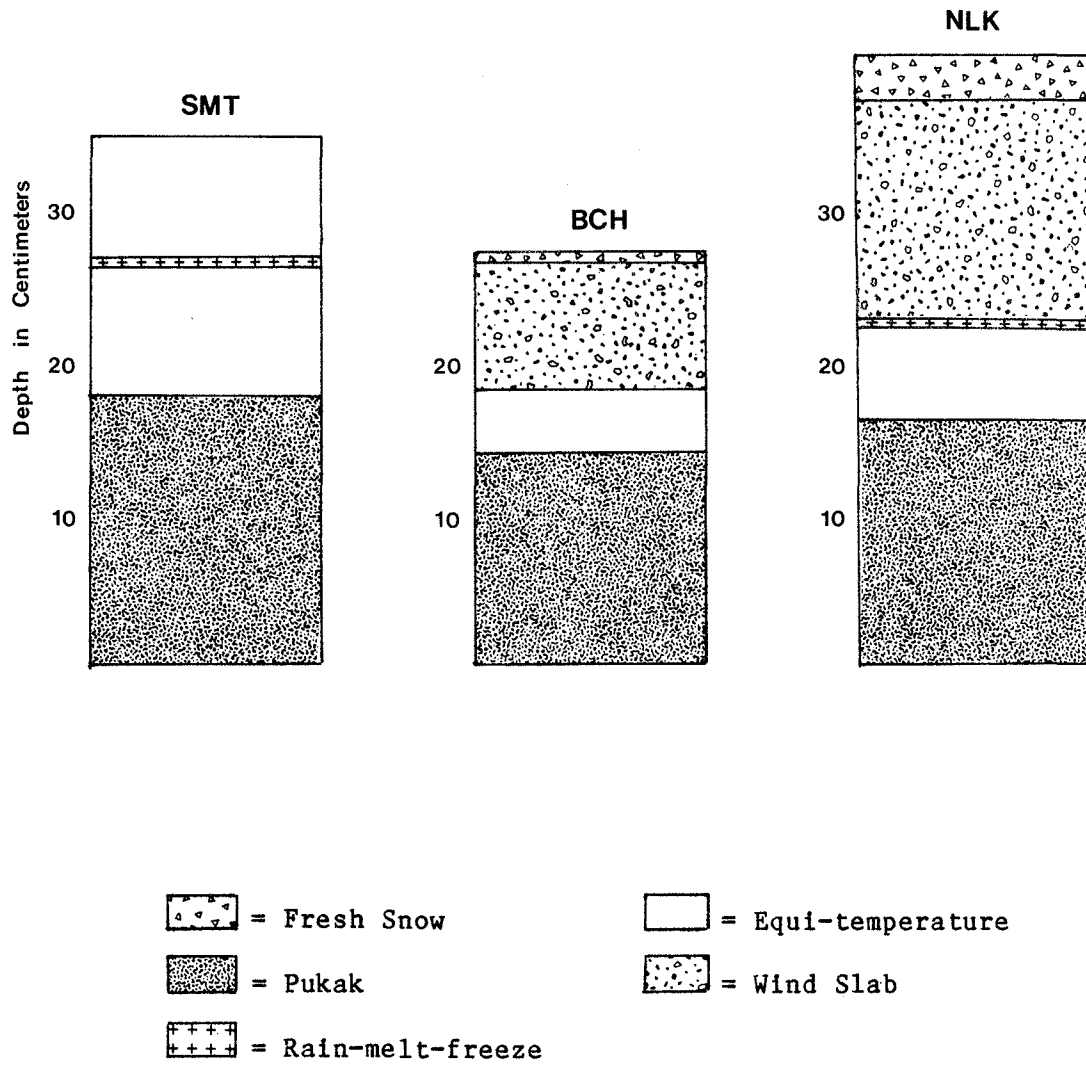 NLK
SMT
BCH
Depth in Centimeters
30
20
10
20
10
30
20
10
= Fresh Snow
= Equi-temperature
= Pukak
= Wind Slab
= Rain-melt-freeze